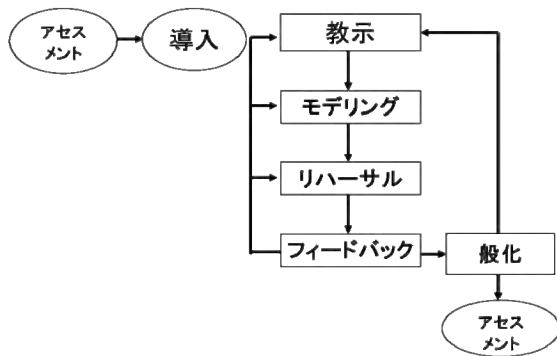 アセス
メント
導入
教示
モデリング
リハーサル
フィードバック
般化
アセス
メント